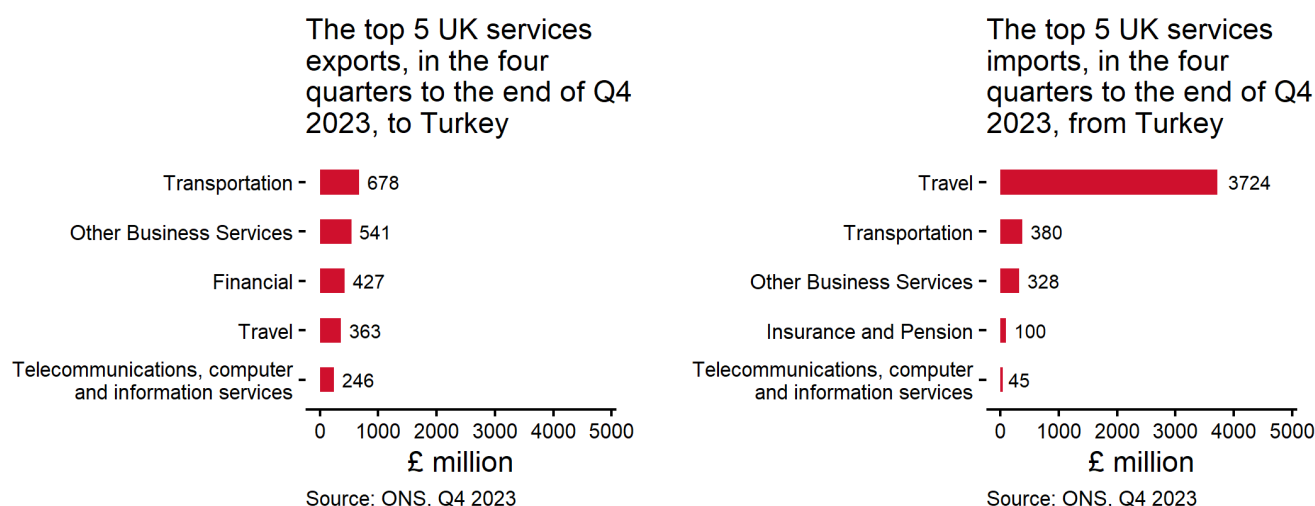 The top 5 UK services
exports, in the four
quarters to the end of Q4
2023, to Turkey
Transportation
678
Other Business Services
541
Financial
427
Travel
363
Telecommunications, computer
and information services
246
0 1000 2000 3000 4000 5000
£ million
Source: ONS. Q4 2023
The top 5 UK services
imports, in the four
quarters to the end of Q4
2023, from Turkey
Travel
3724
Transportation
380
Other Business Services
328
Insurance and Pension
100
Telecommunications, computer
and information services
45
0 1000 2000 3000 4000 5000
£ million
Source: ONS. Q4 2023